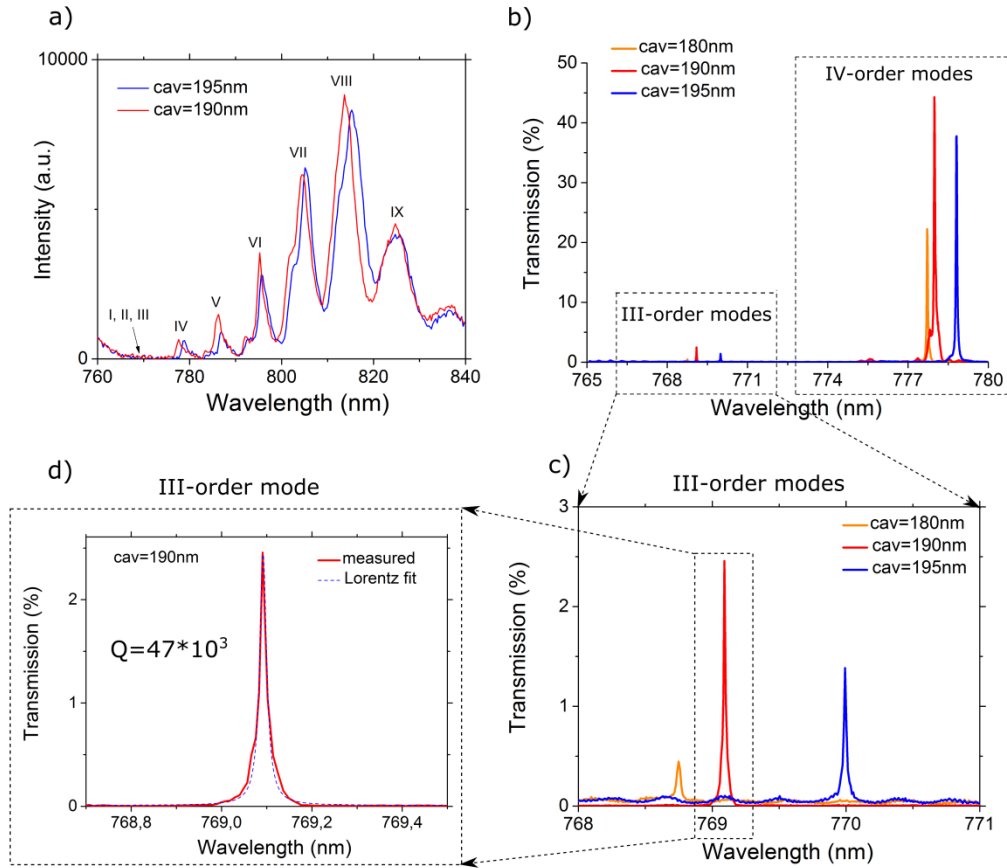 a)
10000
cav=195nm
cav=190nm
VIII
VII
VI
IX
V
IV
I, II, III
Intensity (a.u.)
0
760 780 800 820 840
Wavelength (nm)
b)
cav=180nm
cav=190nm
cav=195nm
IV-order modes
III-order modes
Transmission (%)
50
40
30
20
10
0
765 768 771 774 777 780
Wavelength nm)
d)
III-order mode
cav=190nm
measured
Lorentz fit
Q=47*10³
Transmission (%)
2
1
0
768,8 769,0 769,2 769,4
Wavelength (nm)
c)
III-order modes
cav=180nm
cav=190nm
cav=195nm
Transmission (%)
3
2
1
0
768 769 770 771
Wavelength (nm)